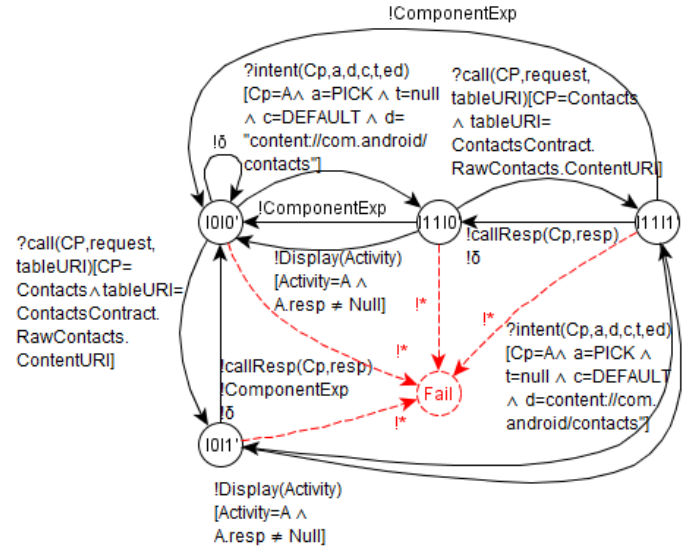 !ComponentExp
?intent(Cp,a,d,c,t,ed)
[Cp=A∧ a=PICK ∧ t=null
∧ c=DEFAULT ∧ d=
"content://com.android/
contacts"]
?call(CP,request,
tableURI)[CP=Contacts
∧ tableURI=
ContactsContract.
RawContacts.ContentURI]
!δ
l0l0'
!ComponentExp
l11l0'
!callResp(Cp,resp)
!δ
l11l1'
?call(CP,request,
tableURI)[CP=
Contacts∧tableURI=
ContactsContract.
RawContacts.
ContentURI]
!Display(Activity)
[Activity=A ∧
A.resp ≠ Null]
!*
!*
!*
!*
?intent(Cp,a,d,c,t,ed)
[Cp=A∧ a=PICK ∧
t=null ∧ c=DEFAULT
∧ d=content://com.
android/contacts"]
!callResp(Cp,resp)
!ComponentExp
!δ
Fail
l0l1'
!Display(Activity)
[Activity=A ∧
A.resp ≠ Null]